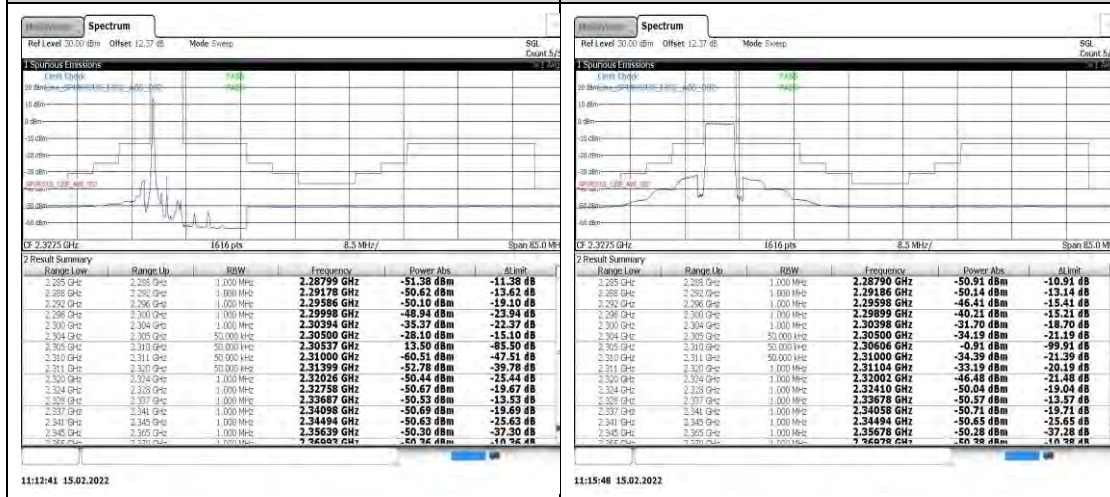 Spectrum
Ref Level 30.00 dBm Offset 12.37 dB Mode Sweep SGL
Count 5/5
1 Spurious Emissions
Limit Check PASS
PASS
20 dBm
10 dBm
0 dBm
-10 dBm
-20 dBm
-30 dBm
-50 dBm
-60 dBm
CF 2.3275 GHz 1616 pts 8.5 MHz/ Span 85.0 MH
2 Result Summary
Range Low Range Up RBW Frequency Power Abs ΔLimit
2.285 GHz 2.288 GHz 1.000 MHz 2.28799 GHz -51.38 dBm -11.38 dB
2.288 GHz 2.292 GHz 1.000 MHz 2.29178 GHz -50.62 dBm -13.62 dB
2.292 GHz 2.296 GHz 1.000 MHz 2.29586 GHz -50.10 dBm -19.10 dB
2.296 GHz 2.300 GHz 1.000 MHz 2.29998 GHz -48.94 dBm -23.94 dB
2.300 GHz 2.304 GHz 1.000 MHz 2.30394 GHz -35.37 dBm -22.37 dB
2.304 GHz 2.305 GHz 50.000 kHz 2.30500 GHz -28.10 dBm -15.10 dB
2.305 GHz 2.310 GHz 50.000 kHz 2.30537 GHz 13.50 dBm -85.50 dB
2.310 GHz 2.311 GHz 50.000 kHz 2.31000 GHz -60.51 dBm -47.51 dB
2.311 GHz 2.320 GHz 50.000 kHz 2.31399 GHz -52.78 dBm -39.78 dB
2.320 GHz 2.324 GHz 1.000 MHz 2.32026 GHz -50.44 dBm -25.44 dB
2.324 GHz 2.328 GHz 1.000 MHz 2.32758 GHz -50.67 dBm -19.67 dB
2.328 GHz 2.337 GHz 1.000 MHz 2.33687 GHz -50.53 dBm -13.53 dB
2.337 GHz 2.341 GHz 1.000 MHz 2.34098 GHz -50.69 dBm -19.69 dB
2.341 GHz 2.345 GHz 1.000 MHz 2.34494 GHz -50.63 dBm -25.63 dB
2.345 GHz 2.365 GHz 1.000 MHz 2.35639 GHz -50.30 dBm -37.30 dB
2.36983 GHz -50.36 dBm -10.36 dB
11:12:41 15.02.2022
Spectrum
Ref Level 30.00 dBm Offset 12.37 dB Mode Sweep SGL
Count 5/
1 Spurious Emissions
Limit Check PASS
PASS
20 dBm
10 dBm
0 dBm
-10 dBm
-20 dBm
-30 dBm
-50 dBm
-60 dBm
CF 2.3275 GHz 1616 pts 8.5 MHz/ Span 85.0 M
2 Result Summary
Range Low Range Up RBW Frequency Power Abs ΔLimit
2.285 GHz 2.288 GHz 1.000 MHz 2.28790 GHz -50.91 dBm -10.91 dB
2.288 GHz 2.292 GHz 1.000 MHz 2.29186 GHz -50.14 dBm -13.14 dB
2.292 GHz 2.296 GHz 1.000 MHz 2.29598 GHz -46.41 dBm -15.41 dB
2.296 GHz 2.300 GHz 1.000 MHz 2.29899 GHz -40.21 dBm -15.21 dB
2.300 GHz 2.304 GHz 1.000 MHz 2.30398 GHz -31.70 dBm -18.70 dB
2.304 GHz 2.305 GHz 50.000 kHz 2.30500 GHz -34.19 dBm -21.19 dB
2.305 GHz 2.310 GHz 50.000 kHz 2.30606 GHz -0.91 dBm -99.91 dB
2.310 GHz 2.311 GHz 50.000 kHz 2.31000 GHz -34.39 dBm -21.39 dB
2.311 GHz 2.320 GHz 1.000 MHz 2.31104 GHz -33.19 dBm -20.19 dB
2.320 GHz 2.324 GHz 1.000 MHz 2.32002 GHz -46.48 dBm -21.48 dB
2.324 GHz 2.328 GHz 1.000 MHz 2.32410 GHz -50.04 dBm -19.04 dB
2.328 GHz 2.337 GHz 1.000 MHz 2.33678 GHz -50.57 dBm -13.57 dB
2.337 GHz 2.341 GHz 1.000 MHz 2.34058 GHz -50.71 dBm -19.71 dB
2.341 GHz 2.345 GHz 1.000 MHz 2.34494 GHz -50.65 dBm -25.65 dB
2.345 GHz 2.365 GHz 1.000 MHz 2.35678 GHz -50.28 dBm -37.28 dB
2.36978 GHz -50.38 dBm -10.38 dB
11:15:48 15.02.2022